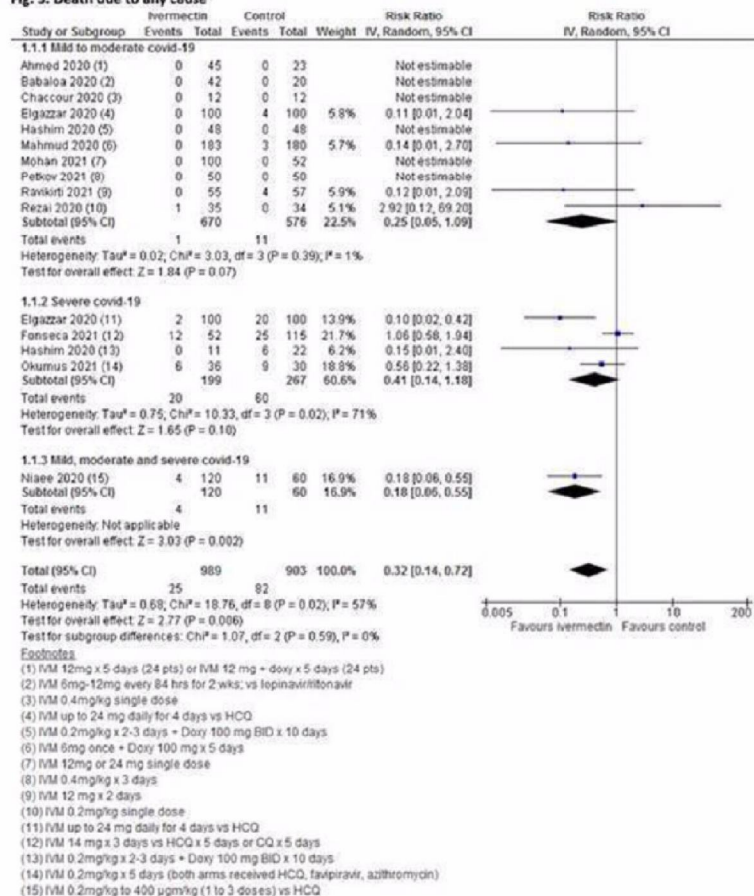 Fig. 3. Death due to any cause
Ivermectin Control Risk Ratio Risk Ratio
Study or Subgroup Events Total Events Total Weight IV, Random, 95% CI IV, Random, 95% CI
1.1.1 Mild to moderate covid-19
Ahmed 2020 (1) 0 45 0 23 Not estimable
Babaloa 2020 (2) 0 42 0 20 Not estimable
Chaccour 2020 (3) 0 12 0 12 Not estimable
Elgazzar 2020 (4) 0 100 4 100 5.8% 0.11 [0.01, 2.04]
Hashim 2020 (5) 0 48 0 48 Not estimable
Mahmud 2020 (6) 0 183 3 180 5.7% 0.14 [0.01, 2.70]
Mohan 2021 (7) 0 100 0 52 Not estimable
Petkov 2021 (8) 0 50 0 50 Not estimable
Ravikirti 2021 (9) 0 55 4 57 5.9% 0.12 [0.01, 2.09]
Rezai 2020 (10) 1 35 0 34 5.1% 2.92 [0.12, 69.20]
Subtotal (95% CI) 670 576 22.5% 0.25 [0.05, 1.09]
Total events 1 11
Heterogeneity: Tau² = 0.02; Chi² = 3.03, df = 3 (P = 0.39); I² = 1%
Test for overall effect: Z = 1.84 (P = 0.07)
1.1.2 Severe covid-19
Elgazzar 2020 (11) 2 100 20 100 13.9% 0.10 [0.02, 0.42]
Fonseca 2021 (12) 12 52 25 115 21.7% 1.06 [0.58, 1.94]
Hashim 2020 (13) 0 11 6 22 6.2% 0.15 [0.01, 2.40]
Okumus 2021 (14) 6 36 9 30 18.8% 0.56 [0.22, 1.38]
Subtotal (95% CI) 199 267 60.6% 0.41 [0.14, 1.18]
Total events 20 60
Heterogeneity: Tau² = 0.75; Chi² = 10.33, df = 3 (P = 0.02); I² = 71%
Test for overall effect: Z = 1.65 (P = 0.10)
1.1.3 Mild, moderate and severe covid-19
Niaee 2020 (15) 4 120 11 60 16.9% 0.18 [0.06, 0.55]
Subtotal (95% CI) 120 60 16.9% 0.18 [0.06, 0.55]
Total events 4 11
Heterogeneity: Not applicable
Test for overall effect: Z = 3.03 (P = 0.002)
Total (95% CI) 989 903 100.0% 0.32 [0.14, 0.72]
Total events 25 82
Heterogeneity: Tau² = 0.68; Chi² = 18.76, df = 8 (P = 0.02); I² = 57%
Test for overall effect: Z = 2.77 (P = 0.006)
Test for subgroup differences: Chi² = 1.07, df = 2 (P = 0.59), I² = 0%
0.005 0.1 1 10 200
Favours ivermectin Favours control
Footnotes
(1) IVM 12mg x 5 days (24 pts) or IVM 12 mg + doxy x 5 days (24 pts)
(2) IVM 6mg-12mg every 84 hrs for 2 wks; vs lopinavir/ritonavir
(3) IVM 0.4mg/kg single dose
(4) IVM up to 24 mg daily for 4 days vs HCQ
(5) IVM 0.2mg/kg x 2-3 days + Doxy 100 mg BID x 10 days
(6) IVM 6mg once + Doxy 100 mg x 5 days
(7) IVM 12mg or 24 mg single dose
(8) IVM 0.4mg/kg x 3 days
(9) IVM 12 mg x 2 days
(10) IVM 0.2mg/kg single dose
(11) IVM up to 24 mg daily for 4 days vs HCQ
(12) IVM 14 mg x 3 days vs HCQ x 5 days or CQ x 5 days
(13) IVM 0.2mg/kg x 2-3 days + Doxy 100 mg BID x 10 days
(14) IVM 0.2mg/kg x 5 days (both arms received HCQ, favipiravir, azithromycin)
(15) IVM 0.2mg/kg to 400 µgm/kg (1 to 3 doses) vs HCQ